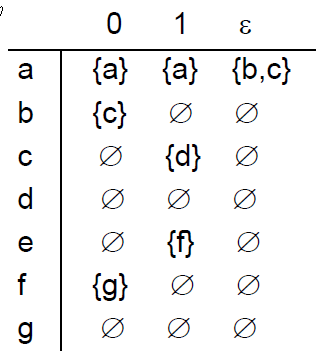 0 1 ε
a {a} {a} {b,c}
b {c} ∅ ∅
c ∅ {d} ∅
d ∅ ∅ ∅
e ∅ {f} ∅
f {g} ∅ ∅
g ∅ ∅ ∅